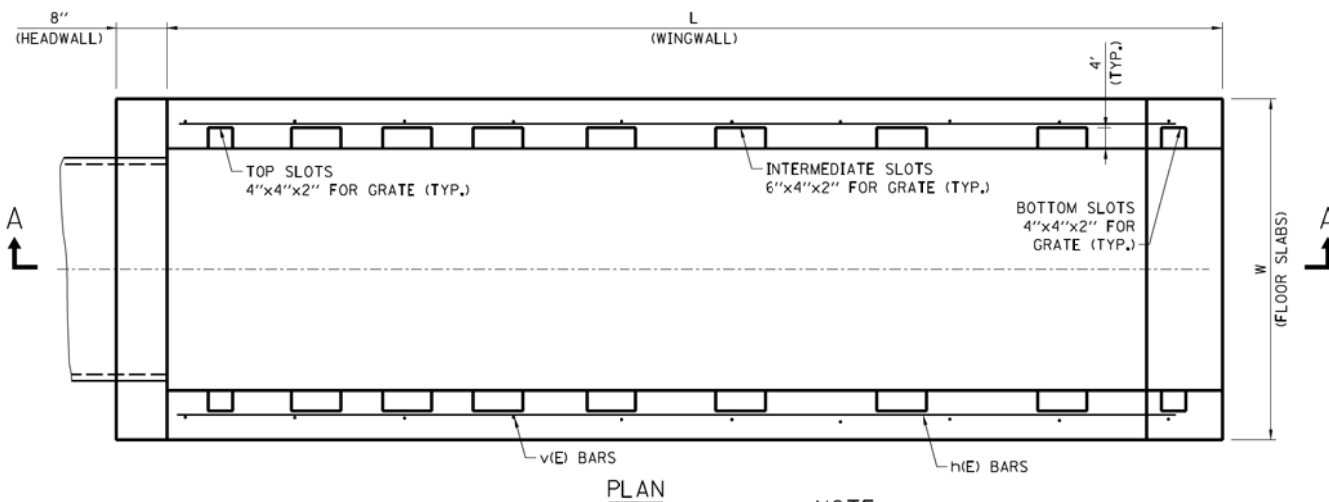 8"
(HEADWALL)
L
(WINGWALL)
4'
(TYP.)
TOP SLOTS
4"x4"x2" FOR GRATE (TYP.)
INTERMEDIATE SLOTS
6"x4"x2" FOR GRATE (TYP.)
BOTTOM SLOTS
4"x4"x2" FOR
GRATE (TYP.)
A
A
W
(FLOOR SLABS)
v(E) BARS
h(E) BARS
PLAN